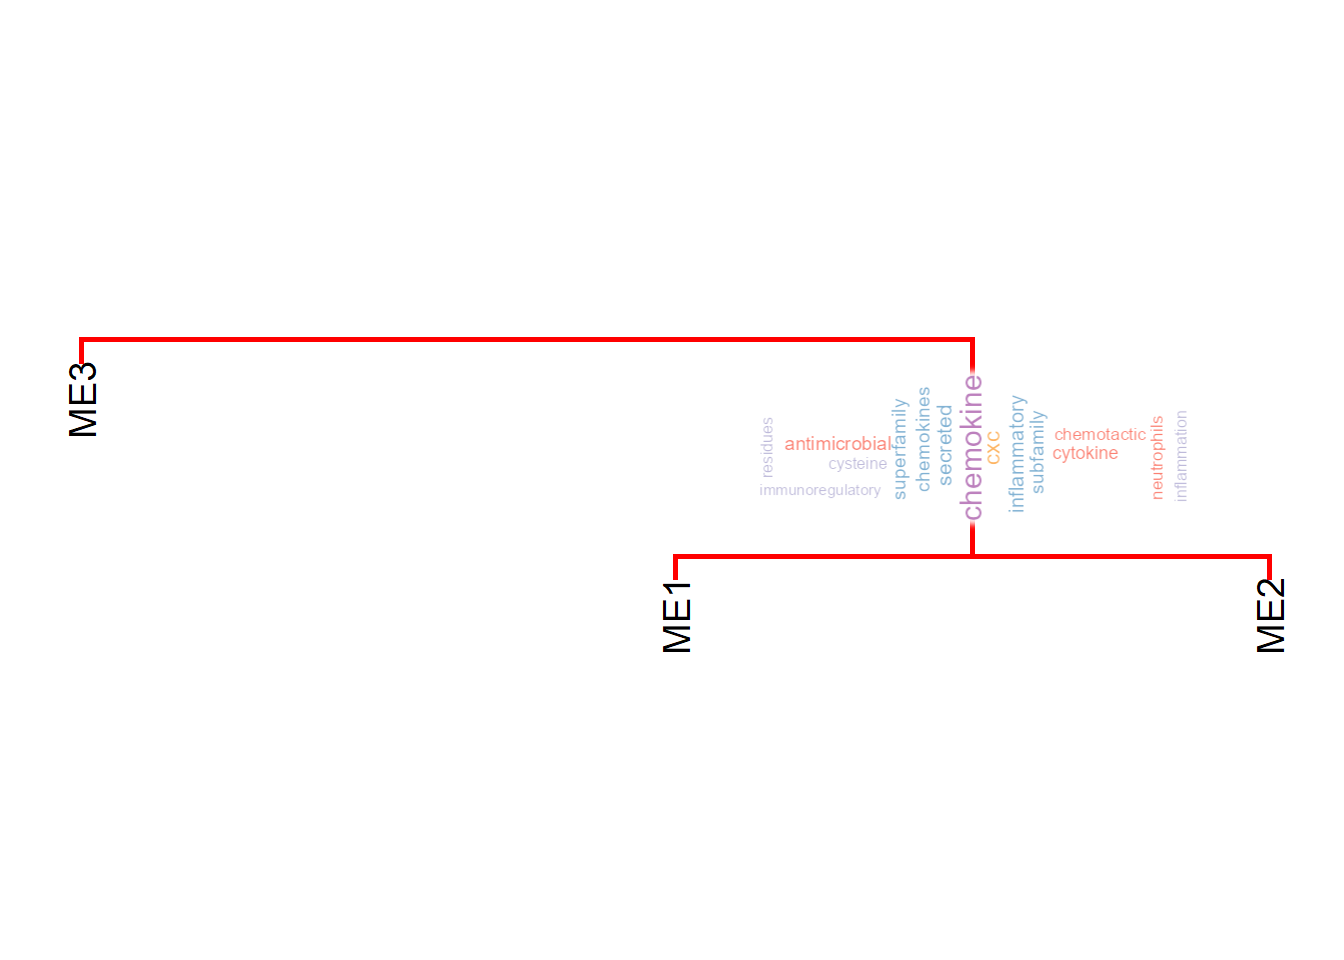 ME3
residues
antimicrobial
cysteine
immunoregulatory
superfamily
chemokines
secreted
chemokine
cxc
inflammatory
subfamily
chemotactic
cytokine
neutrophils
inflammation
ME1
ME2